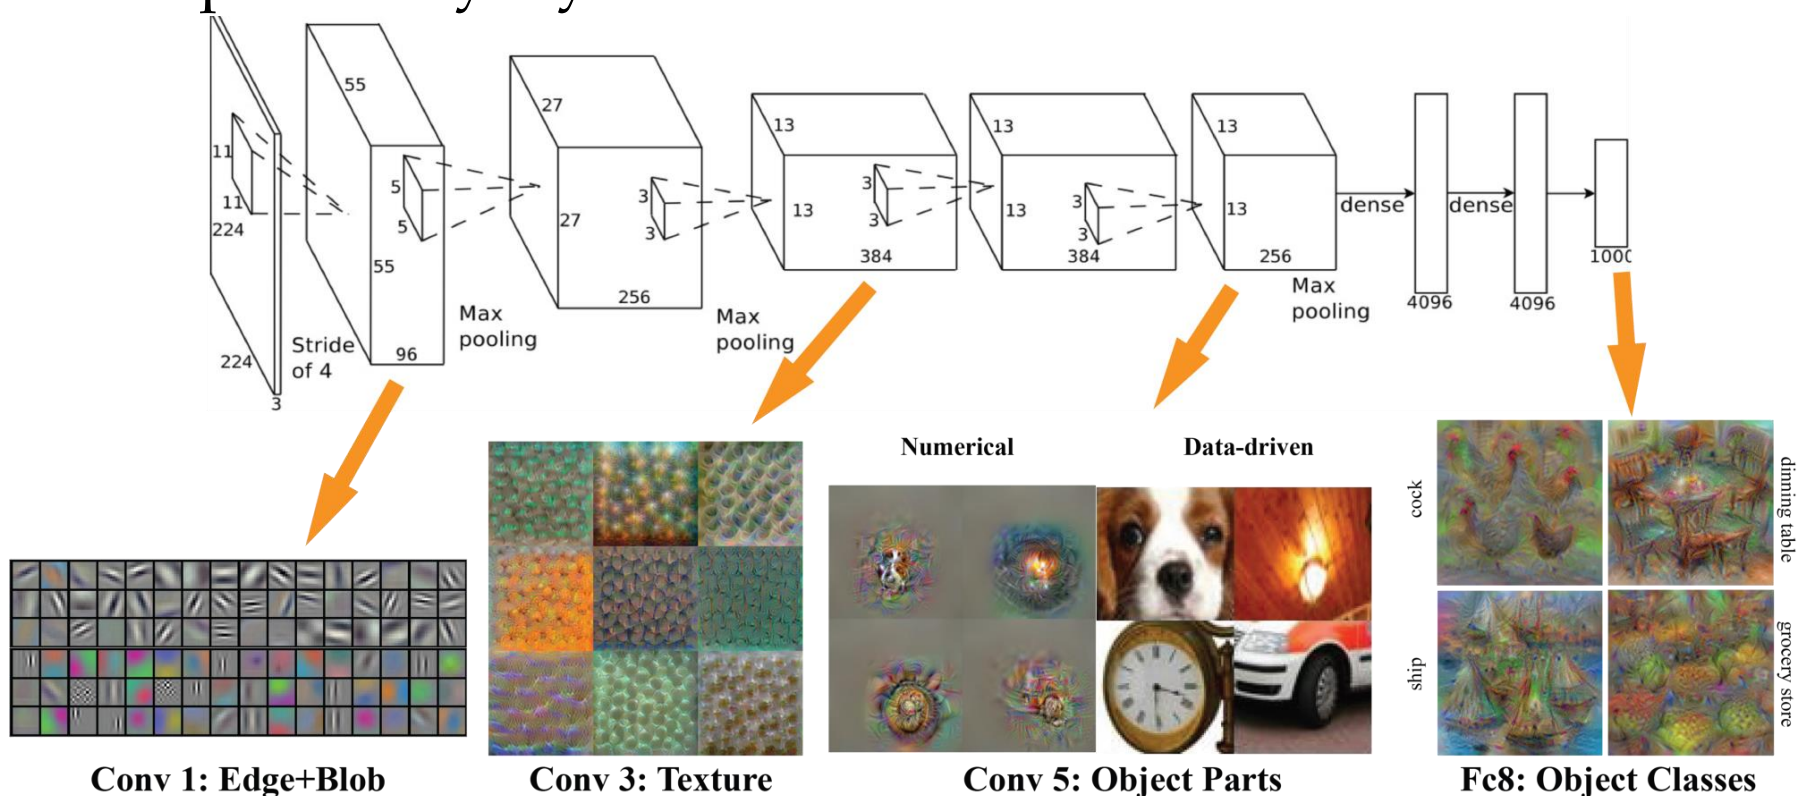 55
27
13
13
13
11
11
5
5
3
3
3
3
3
3
224
55
27
13
13
13
dense
dense
224
96
256
384
384
256
4096
4096
3
Stride
of 4
Max
pooling
Max
pooling
Max
pooling
Numerical
Data-driven
cock
dinning table
ship
grocery store
Conv 1: Edge+Blob
Conv 3: Texture
Conv 5: Object Parts
Fc8: Object Classes